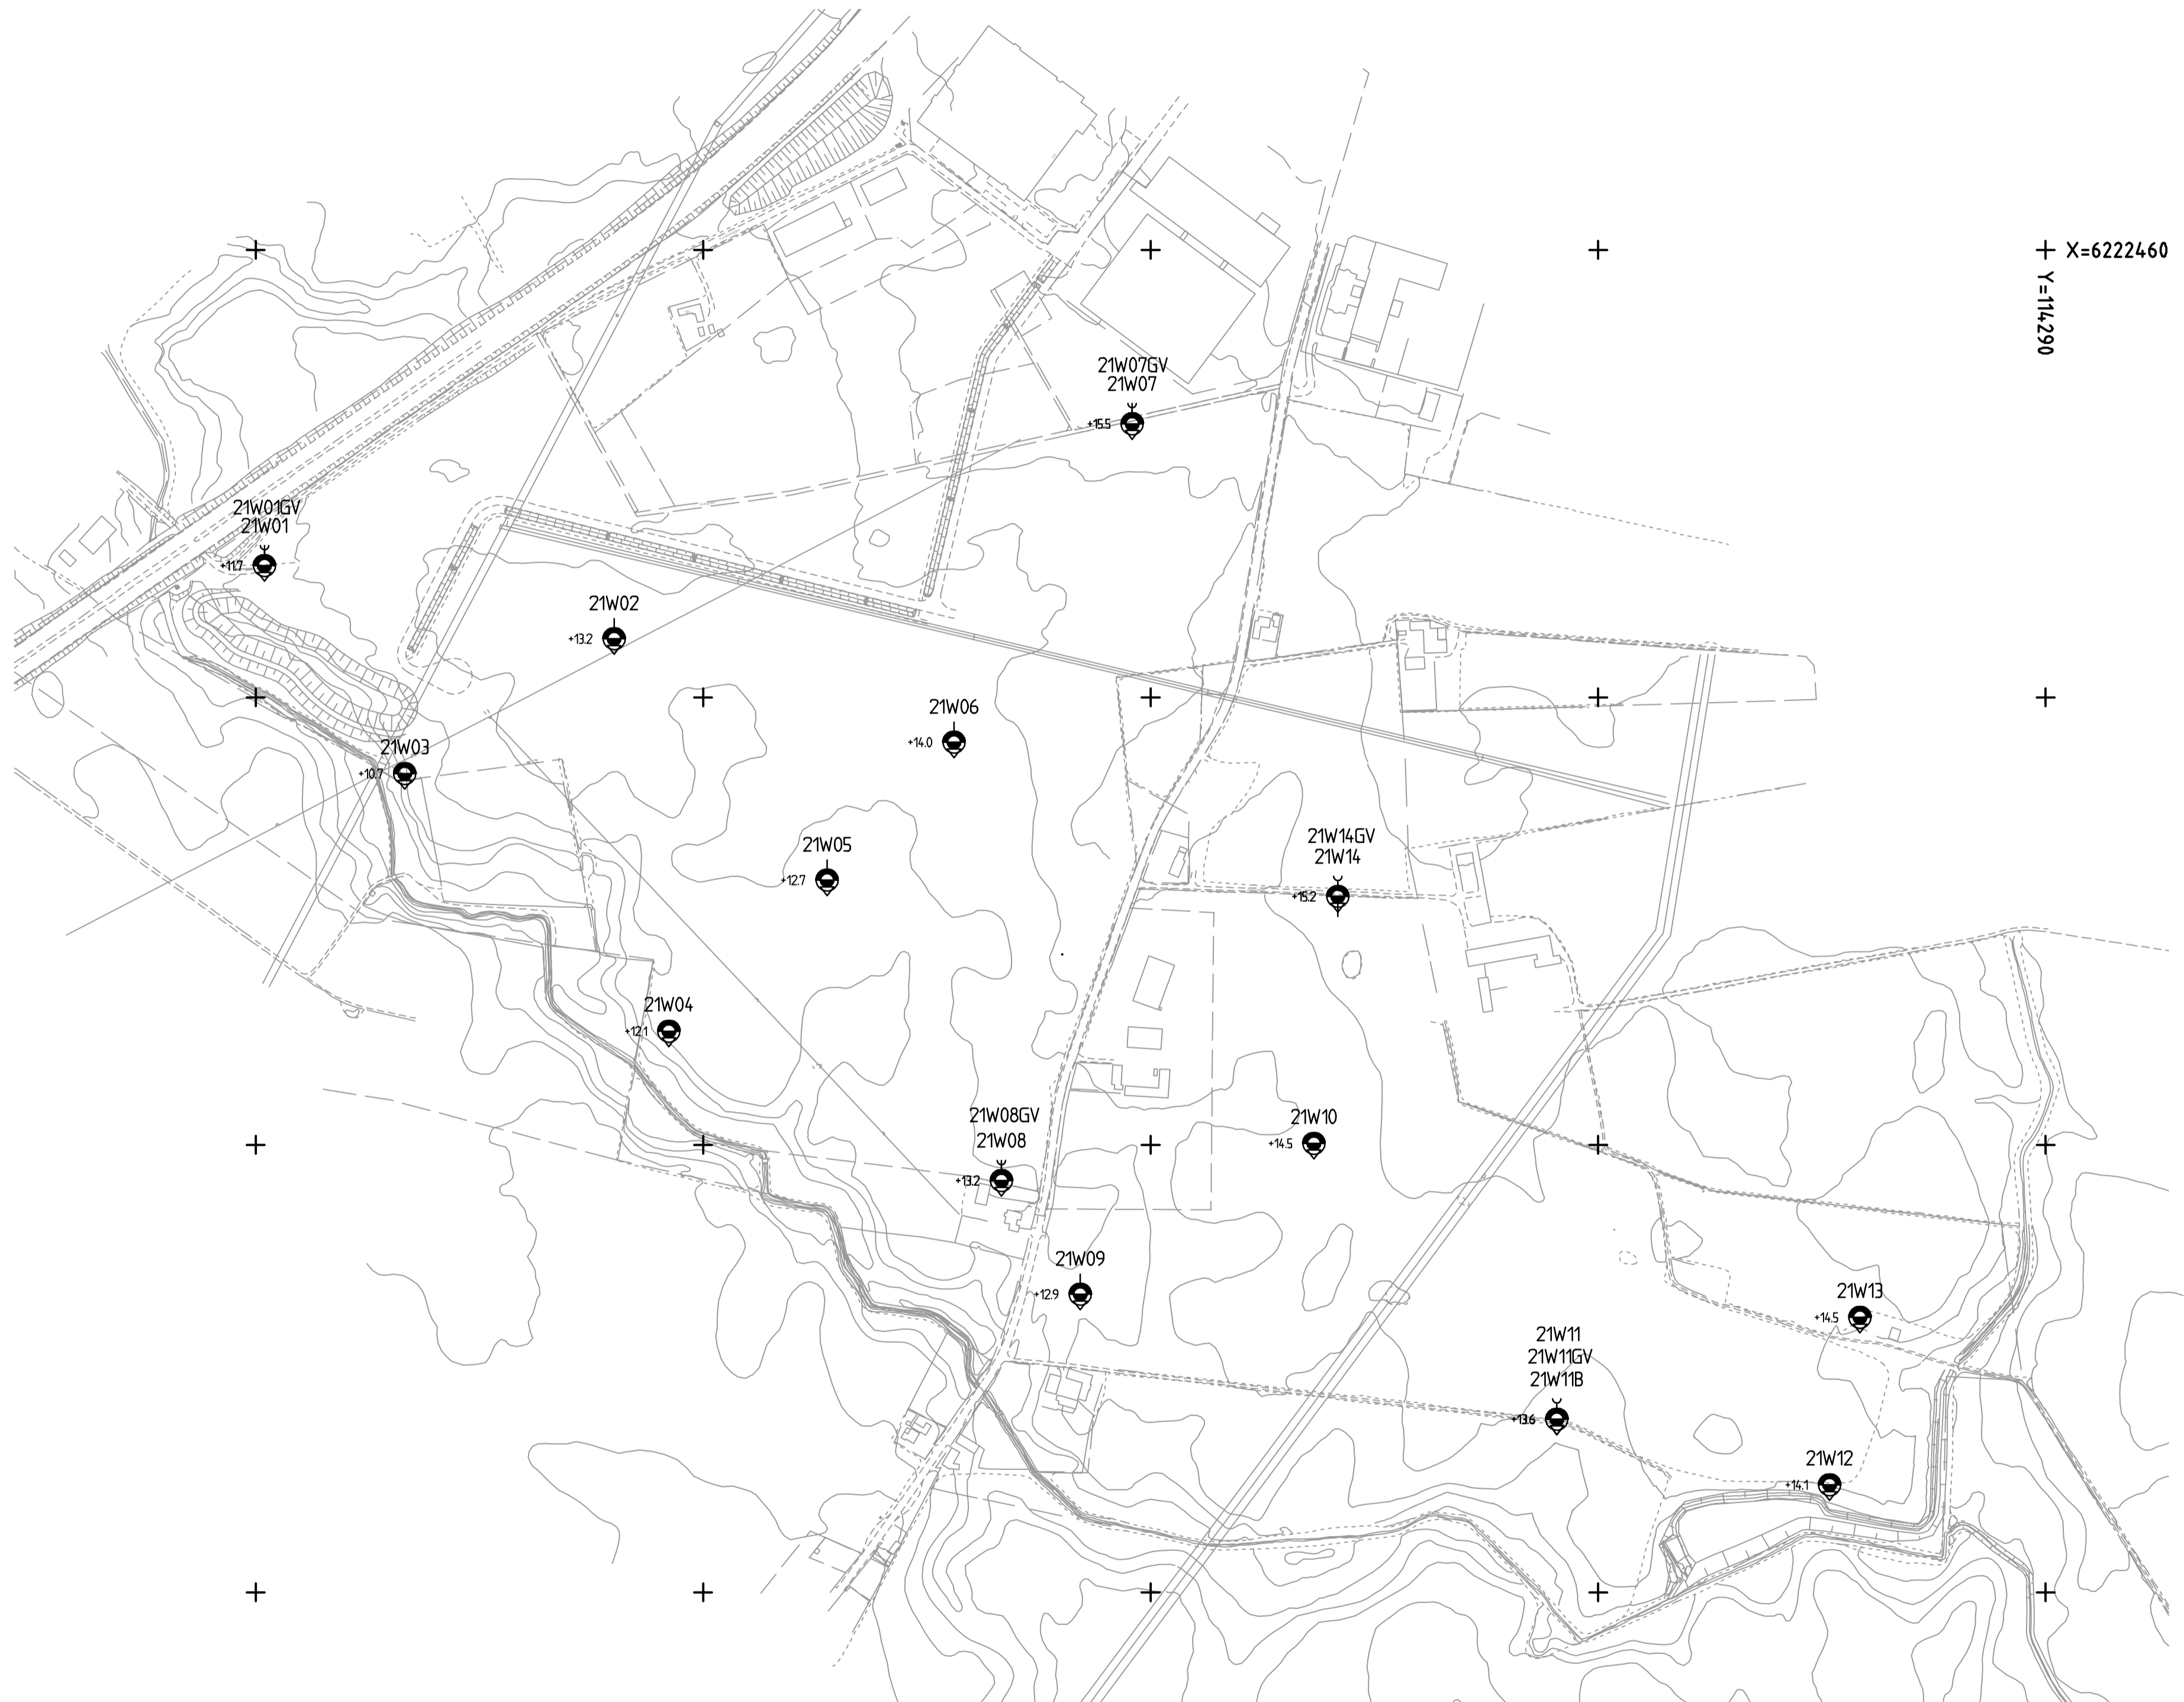 X=6222460
Y=114290
21W07GV
21W07
+15.5
21W01GV
21W01
+11.7
21W02
+13.2
21W06
+14.0
21W03
+10.7
21W05
+12.7
21W14GV
21W14
+15.2
21W04
+12.1
21W08GV
21W08
+13.2
21W10
+14.5
21W09
+12.9
21W13
+14.5
21W11
21W11GV
21W11B
+13.6
21W12
+14.1